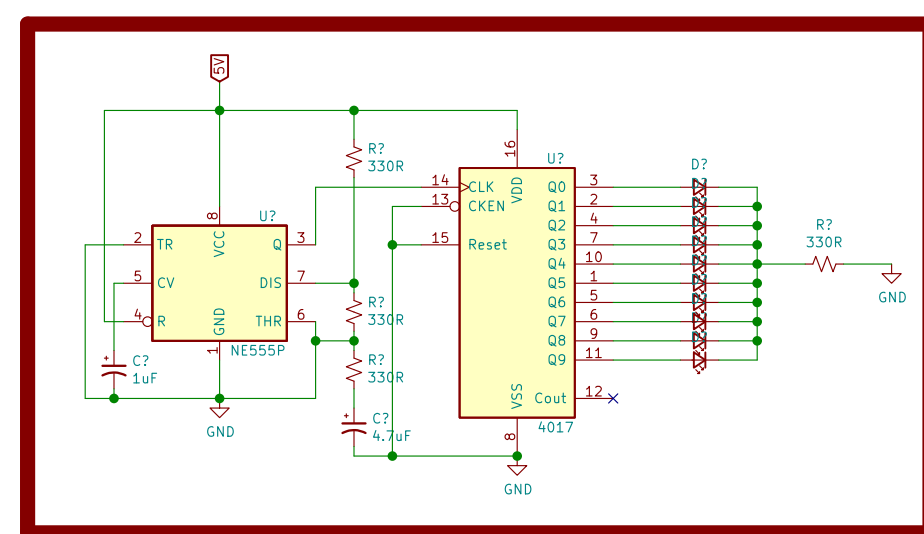 5V
R?
330R
U?
8
VCC
2
TR
Q
3
5
CV
DIS
7
4
R
THR
6
GND
1
NE555P
C?
1uF
GND
R?
330R
R?
330R
C?
4.7uF
U?
16
VDD
14
CLK
13
CKEN
15
Reset
Q0
3
Q1
2
Q2
4
Q3
7
Q4
10
Q5
1
Q6
5
Q7
6
Q8
9
Q9
11
Cout
12
VSS
8
4017
GND
D?
R?
330R
GND